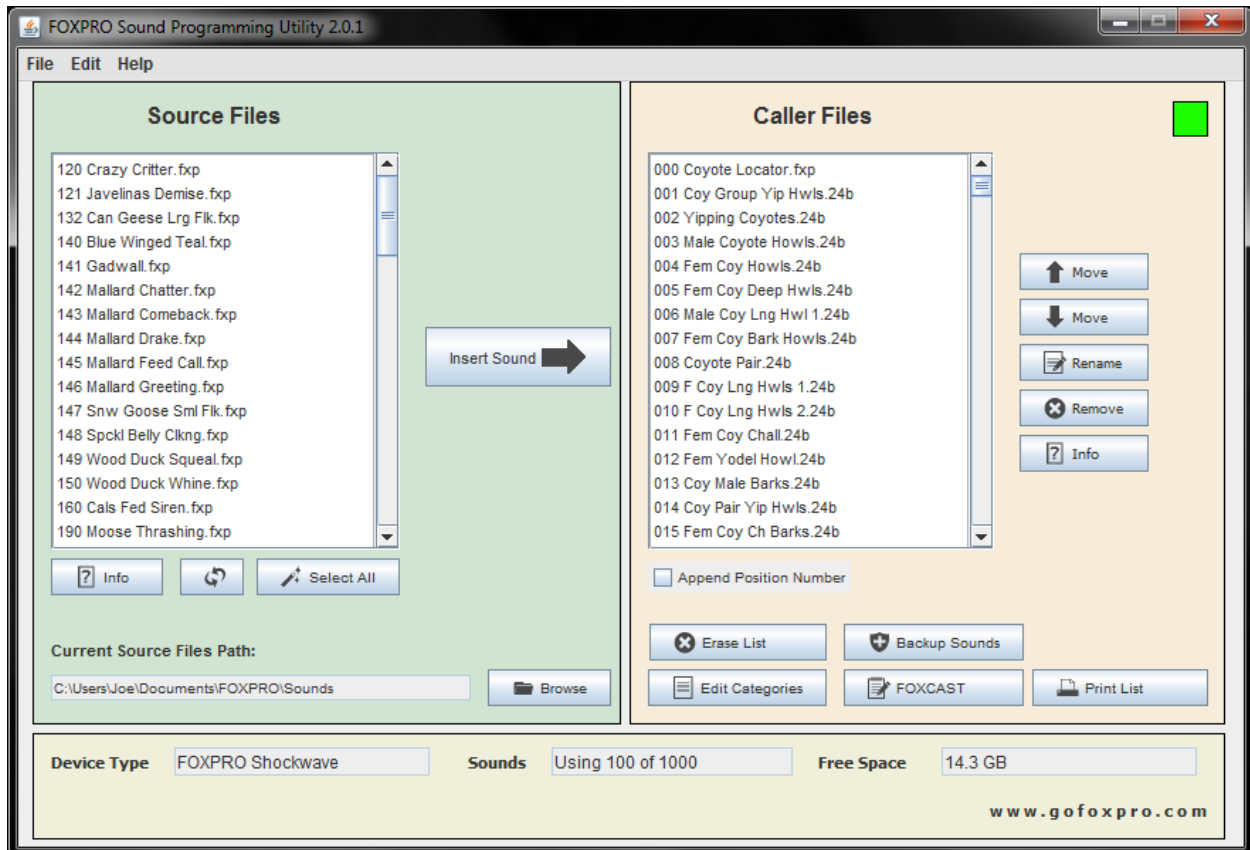 FOXPRO Sound Programming Utility 2.0.1
File Edit Help
Source Files
120 Crazy Critter.fxp
121 Javelinas Demise.fxp
132 Can Geese Lrg Flk.fxp
140 Blue Winged Teal.fxp
141 Gadwall.fxp
142 Mallard Chatter.fxp
143 Mallard Comeback.fxp
144 Mallard Drake.fxp
145 Mallard Feed Call.fxp
146 Mallard Greeting.fxp
147 Snw Goose Sml Flk.fxp
148 Spckl Belly Clkng.fxp
149 Wood Duck Squeal.fxp
150 Wood Duck Whine.fxp
160 Cals Fed Siren.fxp
190 Moose Thrashing.fxp
Info
Select All
Current Source Files Path:
C:\Users\Joe\Documents\FOXPRO\Sounds
Browse
Insert Sound
Caller Files
000 Coyote Locator.fxp
001 Coy Group Yip Hwls.24b
002 Yipping Coyotes.24b
003 Male Coyote Howls.24b
004 Fem Coy Howls.24b
005 Fem Coy Deep Hwls.24b
006 Male Coy Lng Hwl 1.24b
007 Fem Coy Bark Howls.24b
008 Coyote Pair.24b
009 F Coy Lng Hwls 1.24b
010 F Coy Lng Hwls 2.24b
011 Fem Coy Chall.24b
012 Fem Yodel Howl.24b
013 Coy Male Barks.24b
014 Coy Pair Yip Hwls.24b
015 Fem Coy Ch Barks.24b
Move
Move
Rename
Remove
Info
Append Position Number
Erase List
Backup Sounds
Edit Categories
FOXCAST
Print List
Device Type FOXPRO Shockwave
Sounds Using 100 of 1000
Free Space 14.3 GB
www.gofoxpro.com